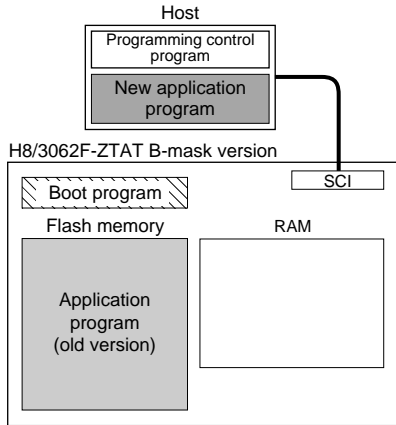 Host
Programming control
program
New application
program
H8/3062F-ZTAT B-mask version
SCI
Boot program
Flash memory
RAM
Application
program
(old version)